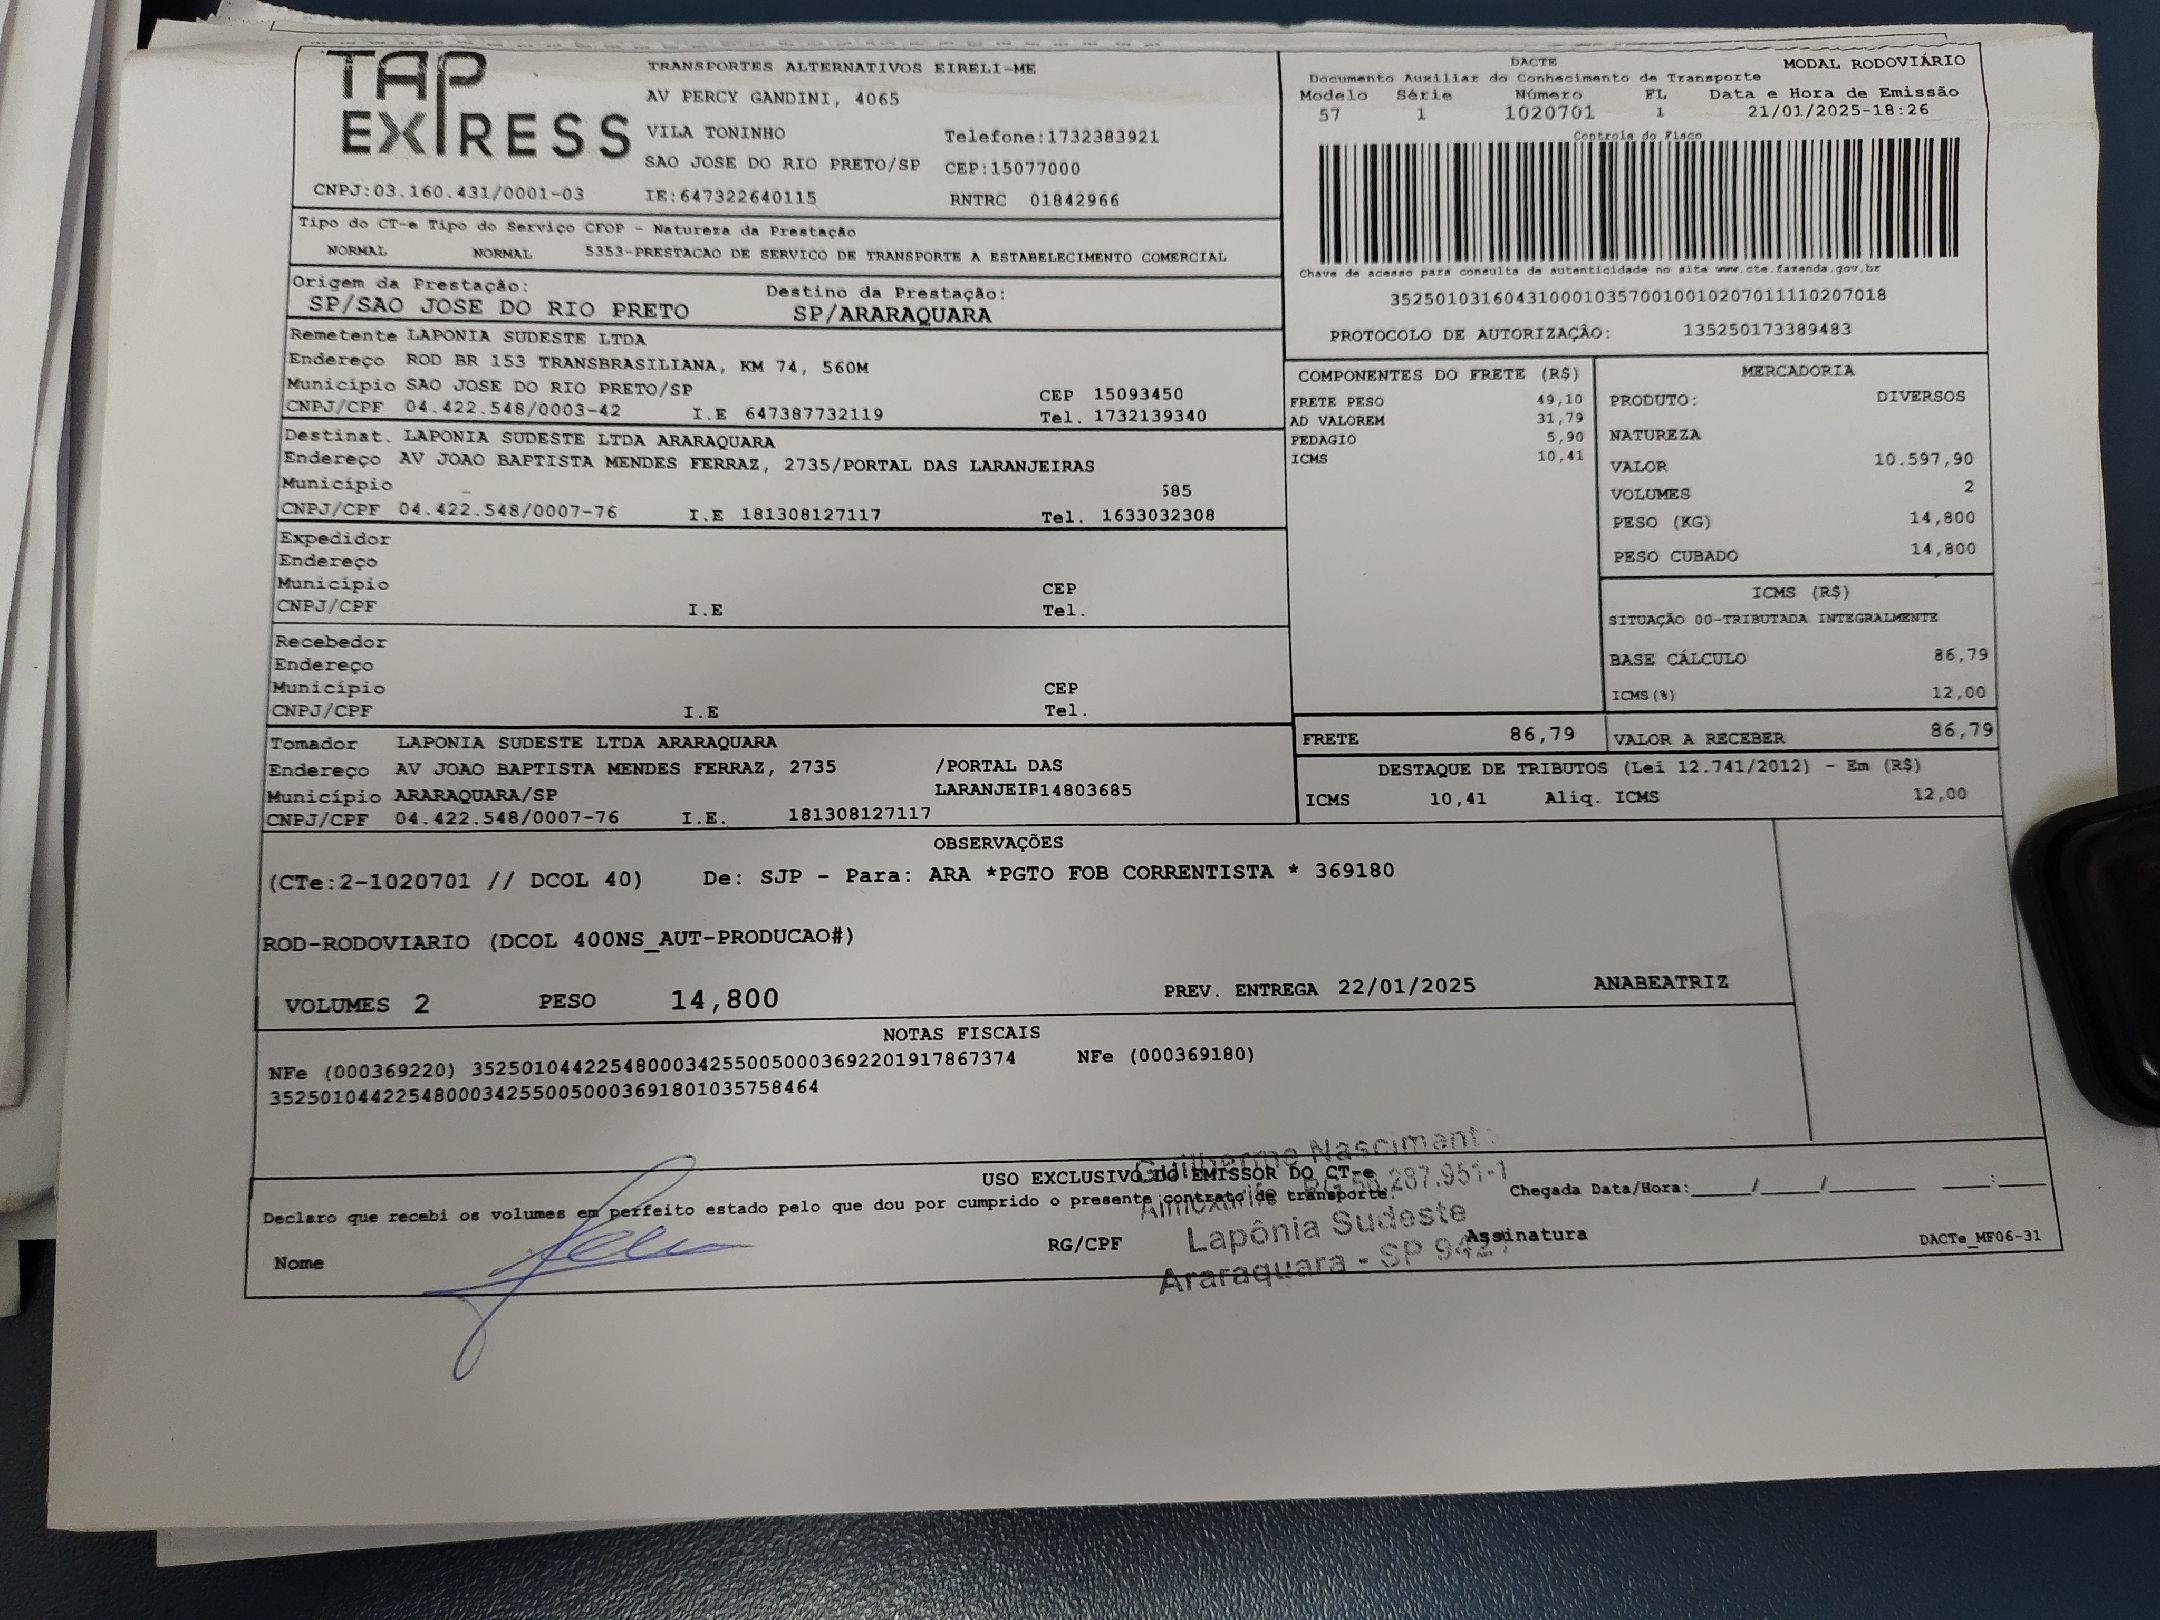 TAP EXPRESS
TRANSPORTES ALTERNATIVOS EIRELI-ME
AV PERCY GANDINI, 4065
VILA TONINHO Telefone:1732383921
SAO JOSE DO RIO PRETO/SP CEP:15077000
CNPJ:03.160.431/0001-03 IE:647322640115 RNTRC 01842966
DACTE MODAL RODOVIÁRIO
Documento Auxiliar do Conhecimento de Transporte
Modelo Série Número FL Data e Hora de Emissão
57 1 1020701 1 21/01/2025-18:26
Controle do Fisco
Chave de acesso para consulta de autenticidade no site www.cte.fazenda.gov.br
35250103160431000103570010010207011110207018
PROTOCOLO DE AUTORIZAÇÃO: 135250173389483
Tipo do CT-e Tipo do Serviço CFOP - Natureza da Prestação
NORMAL NORMAL 5353-PRESTACAO DE SERVICO DE TRANSPORTE A ESTABELECIMENTO COMERCIAL
Origem da Prestação: Destino da Prestação:
SP/SAO JOSE DO RIO PRETO SP/ARARAQUARA
Remetente LAPONIA SUDESTE LTDA
Endereço ROD BR 153 TRANSBRASILIANA, KM 74, 560M
Município SAO JOSE DO RIO PRETO/SP CEP 15093450
CNPJ/CPF 04.422.548/0003-42 I.E 647387732119 Tel. 1732139340
Destinat. LAPONIA SUDESTE LTDA ARARAQUARA
Endereço AV JOAO BAPTISTA MENDES FERRAZ, 2735/PORTAL DAS LARANJEIRAS
Município 585
CNPJ/CPF 04.422.548/0007-76 I.E 181308127117 Tel. 1633032308
Expedidor
Endereço
Município CEP
CNPJ/CPF I.E Tel.
Recebedor
Endereço
Município CEP
CNPJ/CPF I.E Tel.
Tomador LAPONIA SUDESTE LTDA ARARAQUARA
Endereço AV JOAO BAPTISTA MENDES FERRAZ, 2735 /PORTAL DAS
Município ARARAQUARA/SP LARANJEIR14803685
CNPJ/CPF 04.422.548/0007-76 I.E. 181308127117
COMPONENTES DO FRETE (R$)
FRETE PESO 49,10
AD VALOREM 31,79
PEDAGIO 5,90
ICMS 10,41
MERCADORIA
PRODUTO: DIVERSOS
NATUREZA
VALOR 10.597,90
VOLUMES 2
PESO (KG) 14,800
PESO CUBADO 14,800
ICMS (R$)
SITUAÇÃO 00-TRIBUTADA INTEGRALMENTE
BASE CÁLCULO 86,79
ICMS(%) 12,00
FRETE 86,79 VALOR A RECEBER 86,79
DESTAQUE DE TRIBUTOS (Lei 12.741/2012) - Em (R$)
ICMS 10,41 Aliq. ICMS 12,00
OBSERVAÇÕES
(CTe:2-1020701 // DCOL 40) De: SJP - Para: ARA *PGTO FOB CORRENTISTA * 369180
ROD-RODOVIARIO (DCOL 400NS_AUT-PRODUCAO#)
VOLUMES 2 PESO 14,800 PREV. ENTREGA 22/01/2025 ANABEATRIZ
NOTAS FISCAIS
NFe (000369220) 35250104422548000342550050003692201917867374 NFe (000369180)
35250104422548000342550050003691801035758464
USO EXCLUSIVO DO EMISSOR DO CT-e
Declaro que recebi os volumes em perfeito estado pelo que dou por cumprido o presente contrato de transporte. Chegada Data/Hora:____/____/______ ___:___
Nome RG/CPF Assinatura
DACTe_MF06-31
Guilherme Nascimento
Almoxarife
Lapônia Sudeste
Araraquara - SP